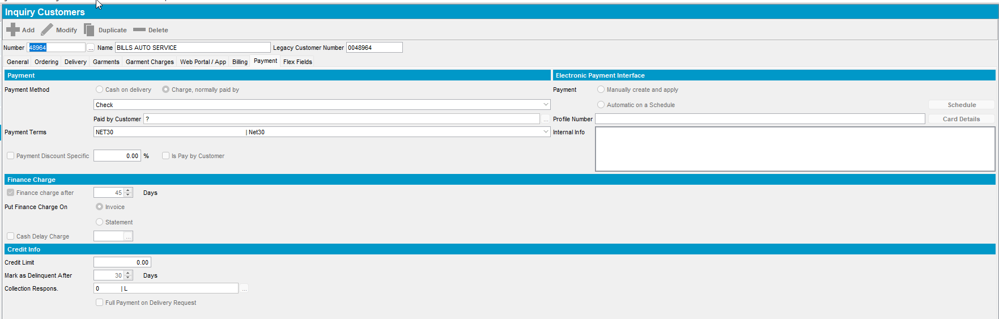 Inquiry Customers
Add Modify Duplicate Delete
Number 48964 ... Name BILLS AUTO SERVICE Legacy Customer Number 0048964
General Ordering Delivery Garments Garment Charges Web Portal / App Billing Payment Flex Fields
Payment Electronic Payment Interface
Payment Method Cash on delivery Charge, normally paid by Payment Manually create and apply
Check Automatic on a Schedule Schedule
Paid by Customer ? ... Profile Number Card Details
Payment Terms NET30 | Net30 Internal Info
Payment Discount Specific 0.00 % Is Pay by Customer
Finance Charge
Finance charge after 45 Days
Put Finance Charge On Invoice
Statement
Cash Delay Charge ...
Credit Info
Credit Limit 0.00
Mark as Delinquent After 30 Days
Collection Respons. 0 | L ...
Full Payment on Delivery Request